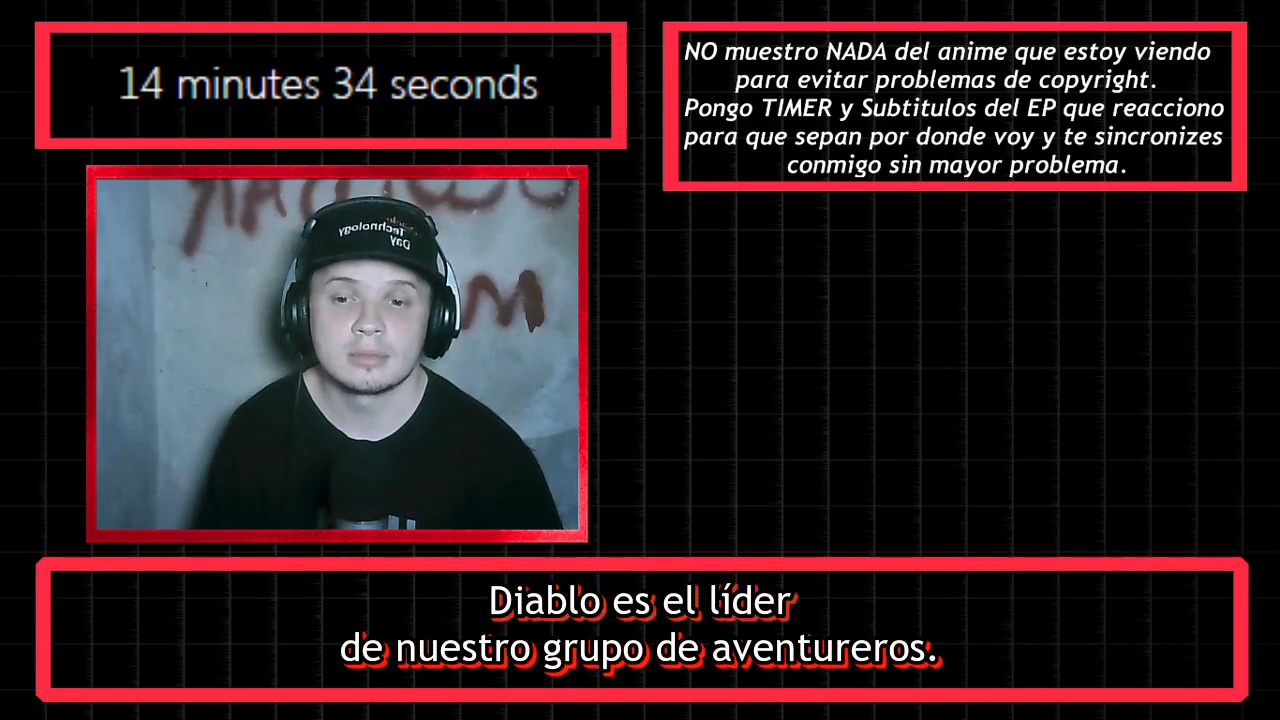 14 minutes 34 seconds
NO muestro NADA del anime que estoy viendo
para evitar problemas de copyright.
Pongo TIMER y Subtitulos del EP que reacciono
para que sepan por donde voy y te sincronizes
conmigo sin mayor problema.
Technology
Day
Diablo es el líder
de nuestro grupo de aventureros.